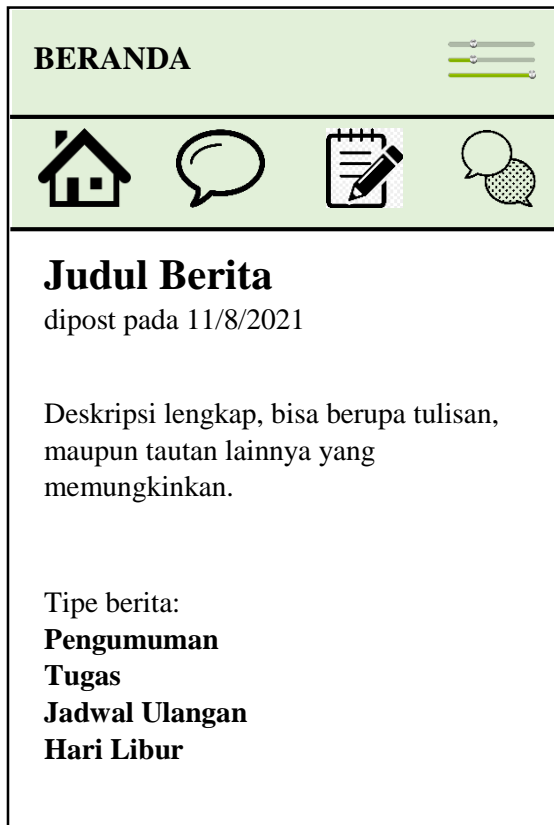 BERANDA
Judul Berita
dipost pada 11/8/2021
Deskripsi lengkap, bisa berupa tulisan,
maupun tautan lainnya yang
memungkinkan.
Tipe berita:
Pengumuman
Tugas
Jadwal Ulangan
Hari Libur